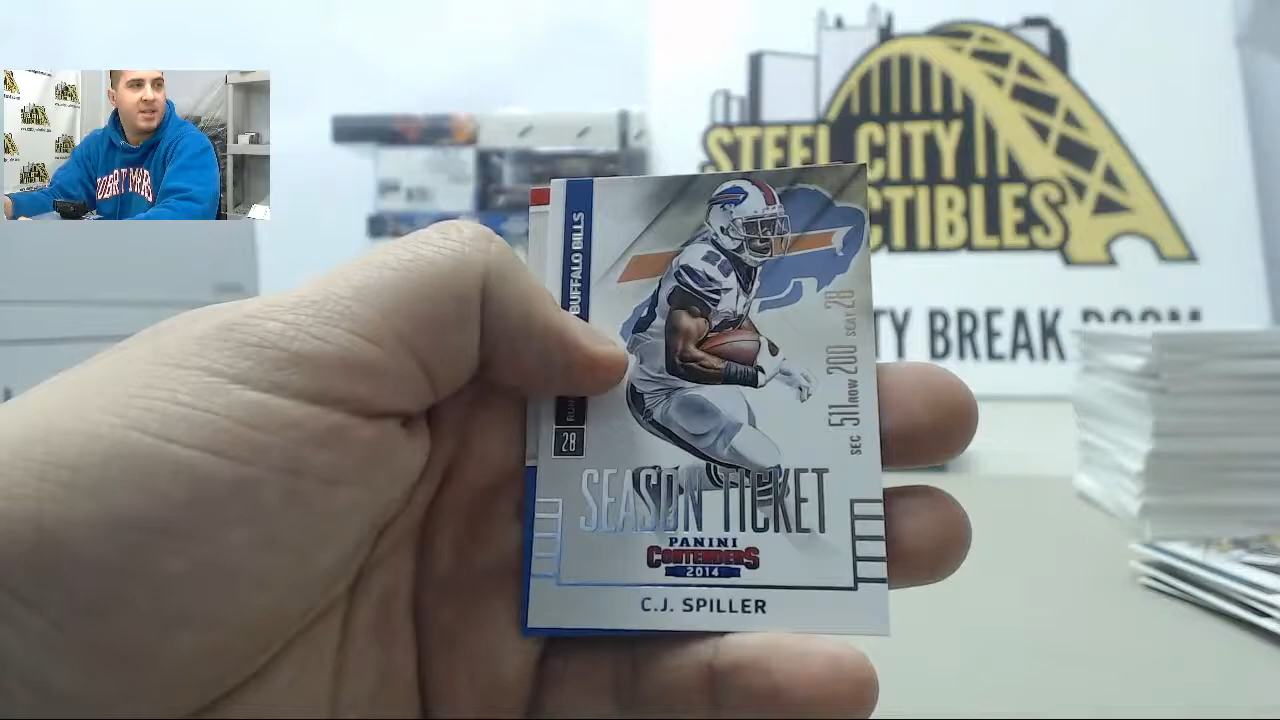 STEEL CITY
CTIBLES
TY BREAK
BUFFALO BILLS
28
SEC 511 ROW 200 SEAT 28
SEASON TICKET
PANINI
CONTENDERS
2014
C.J. SPILLER